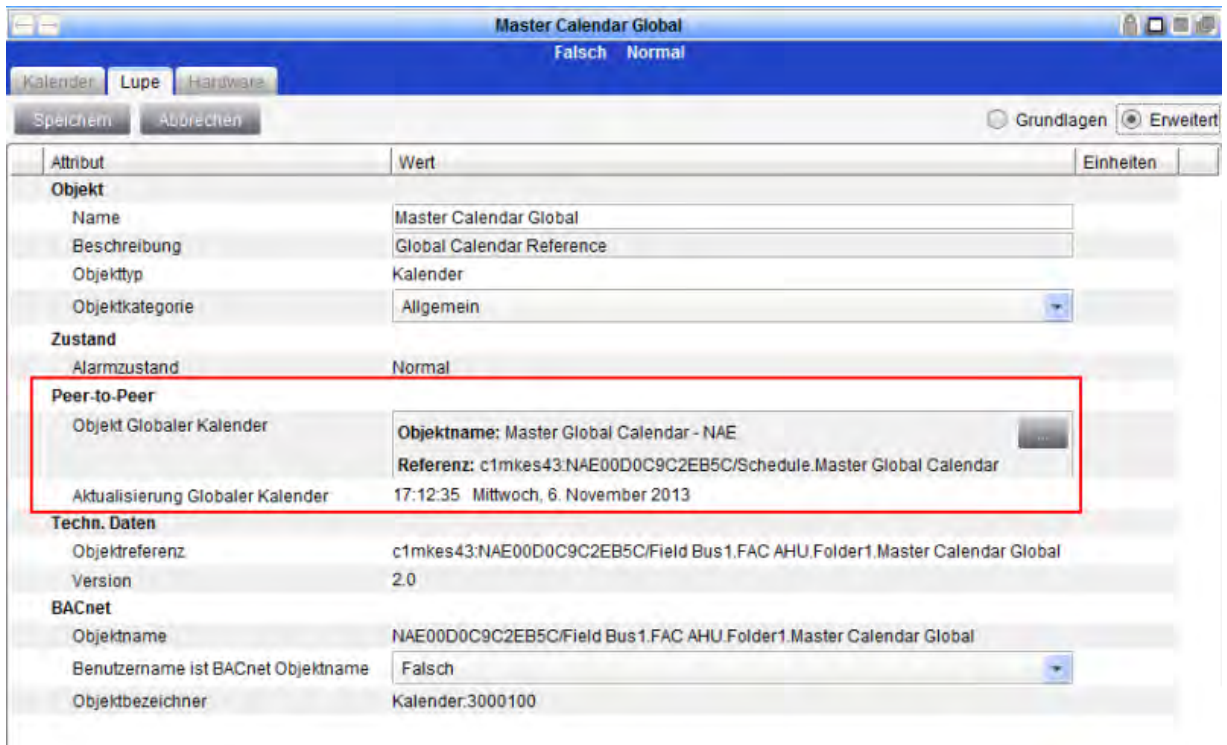 Master Calendar Global
Falsch Normal
Kalender Lupe Hardware
Speichern Abbrechen Grundlagen Erweitert
Attribut Wert Einheiten
Objekt
Name Master Calendar Global
Beschreibung Global Calendar Reference
Objekttyp Kalender
Objektkategorie Allgemein
Zustand
Alarmzustand Normal
Peer-to-Peer
Objekt Globaler Kalender Objektname: Master Global Calendar - NAE ...
Referenz: c1mkes43:NAE00D0C9C2EB5C/Schedule.Master Global Calendar
Aktualisierung Globaler Kalender 17:12:35 Mittwoch, 6. November 2013
Techn. Daten
Objektreferenz c1mkes43:NAE00D0C9C2EB5C/Field Bus1.FAC AHU.Folder1.Master Calendar Global
Version 2.0
BACnet
Objektname NAE00D0C9C2EB5C/Field Bus1.FAC AHU.Folder1.Master Calendar Global
Benutzername ist BACnet Objektname Falsch
Objektbezeichner Kalender:3000100